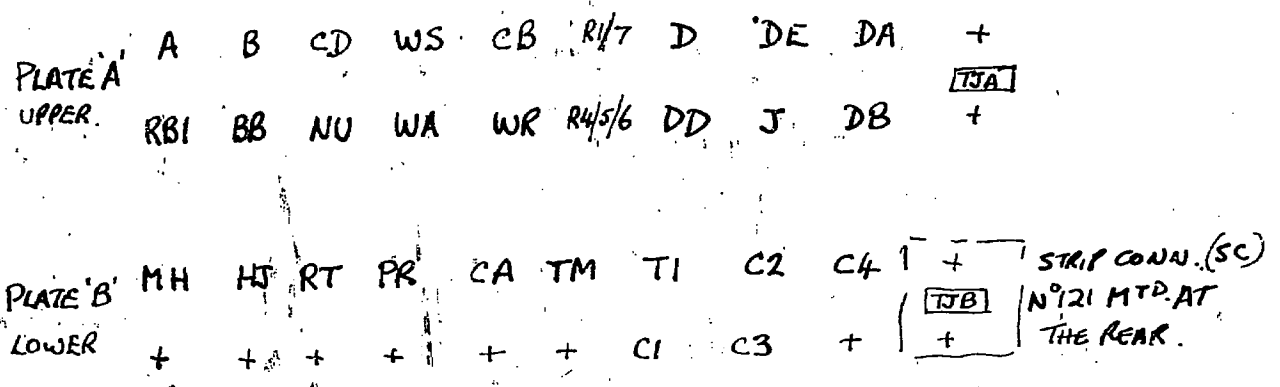 A B CD WS CB R1/7 D DE DA +
PLATE 'A' TJA
UPPER. RB1 BB NU WA WR R4/5/6 DD J DB +
MH HJ RT PR CA TM T1 C2 C4 + STRIP CONN. (SC)
PLATE 'B' TJB Nº121 MTD. AT
LOWER + + + + + + C1 C3 + + THE REAR.